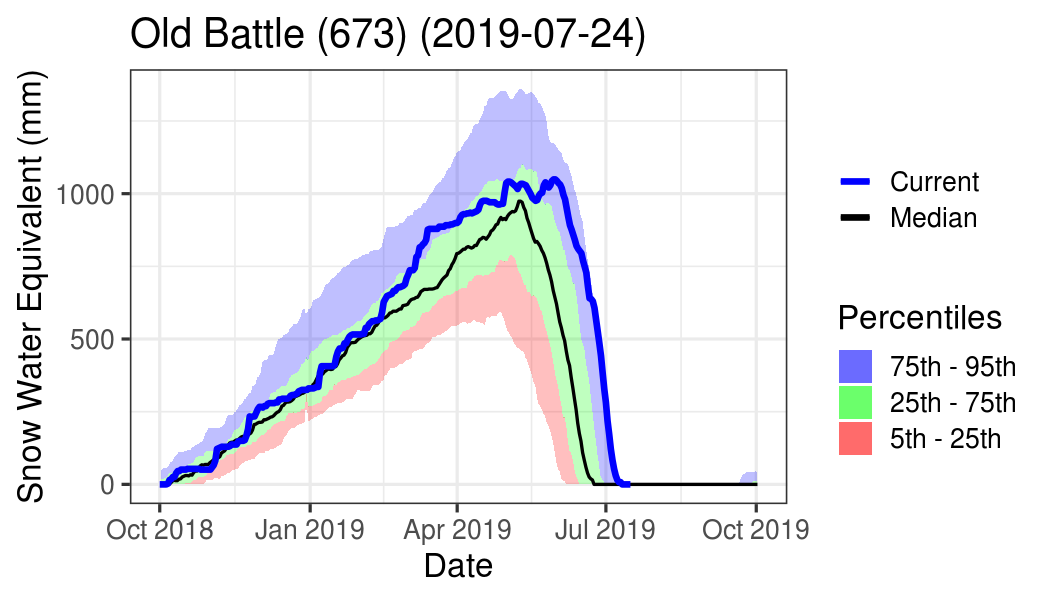 Old Battle (673) (2019-07-24)
Snow Water Equivalent (mm)
1000
500
0
Oct 2018 Jan 2019 Apr 2019 Jul 2019 Oct 2019
Date
Current
Median
Percentiles
75th - 95th
25th - 75th
5th - 25th